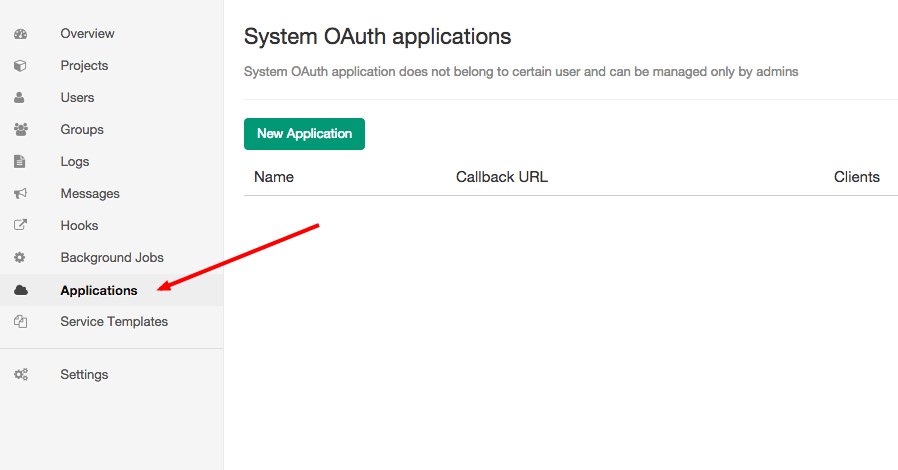 Overview
Projects
Users
Groups
Logs
Messages
Hooks
Background Jobs
Applications
Service Templates
Settings
System OAuth applications
System OAuth application does not belong to certain user and can be managed only by admins
New Application
Name Callback URL Clients